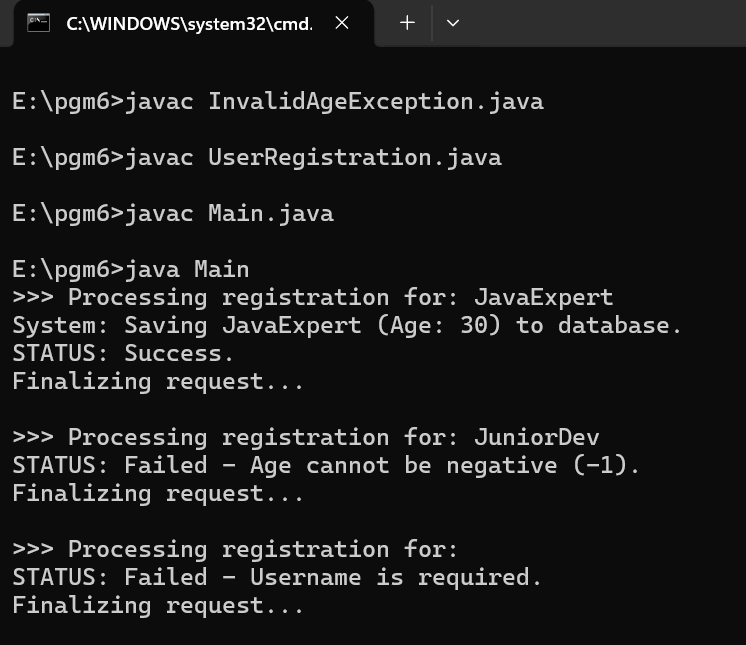 C:\WINDOWS\system32\cmd.
E:\pgm6>javac InvalidAgeException.java
E:\pgm6>javac UserRegistration.java
E:\pgm6>javac Main.java
E:\pgm6>java Main
>>> Processing registration for: JavaExpert
System: Saving JavaExpert (Age: 30) to database.
STATUS: Success.
Finalizing request...
>>> Processing registration for: JuniorDev
STATUS: Failed - Age cannot be negative (-1).
Finalizing request...
>>> Processing registration for:
STATUS: Failed - Username is required.
Finalizing request...